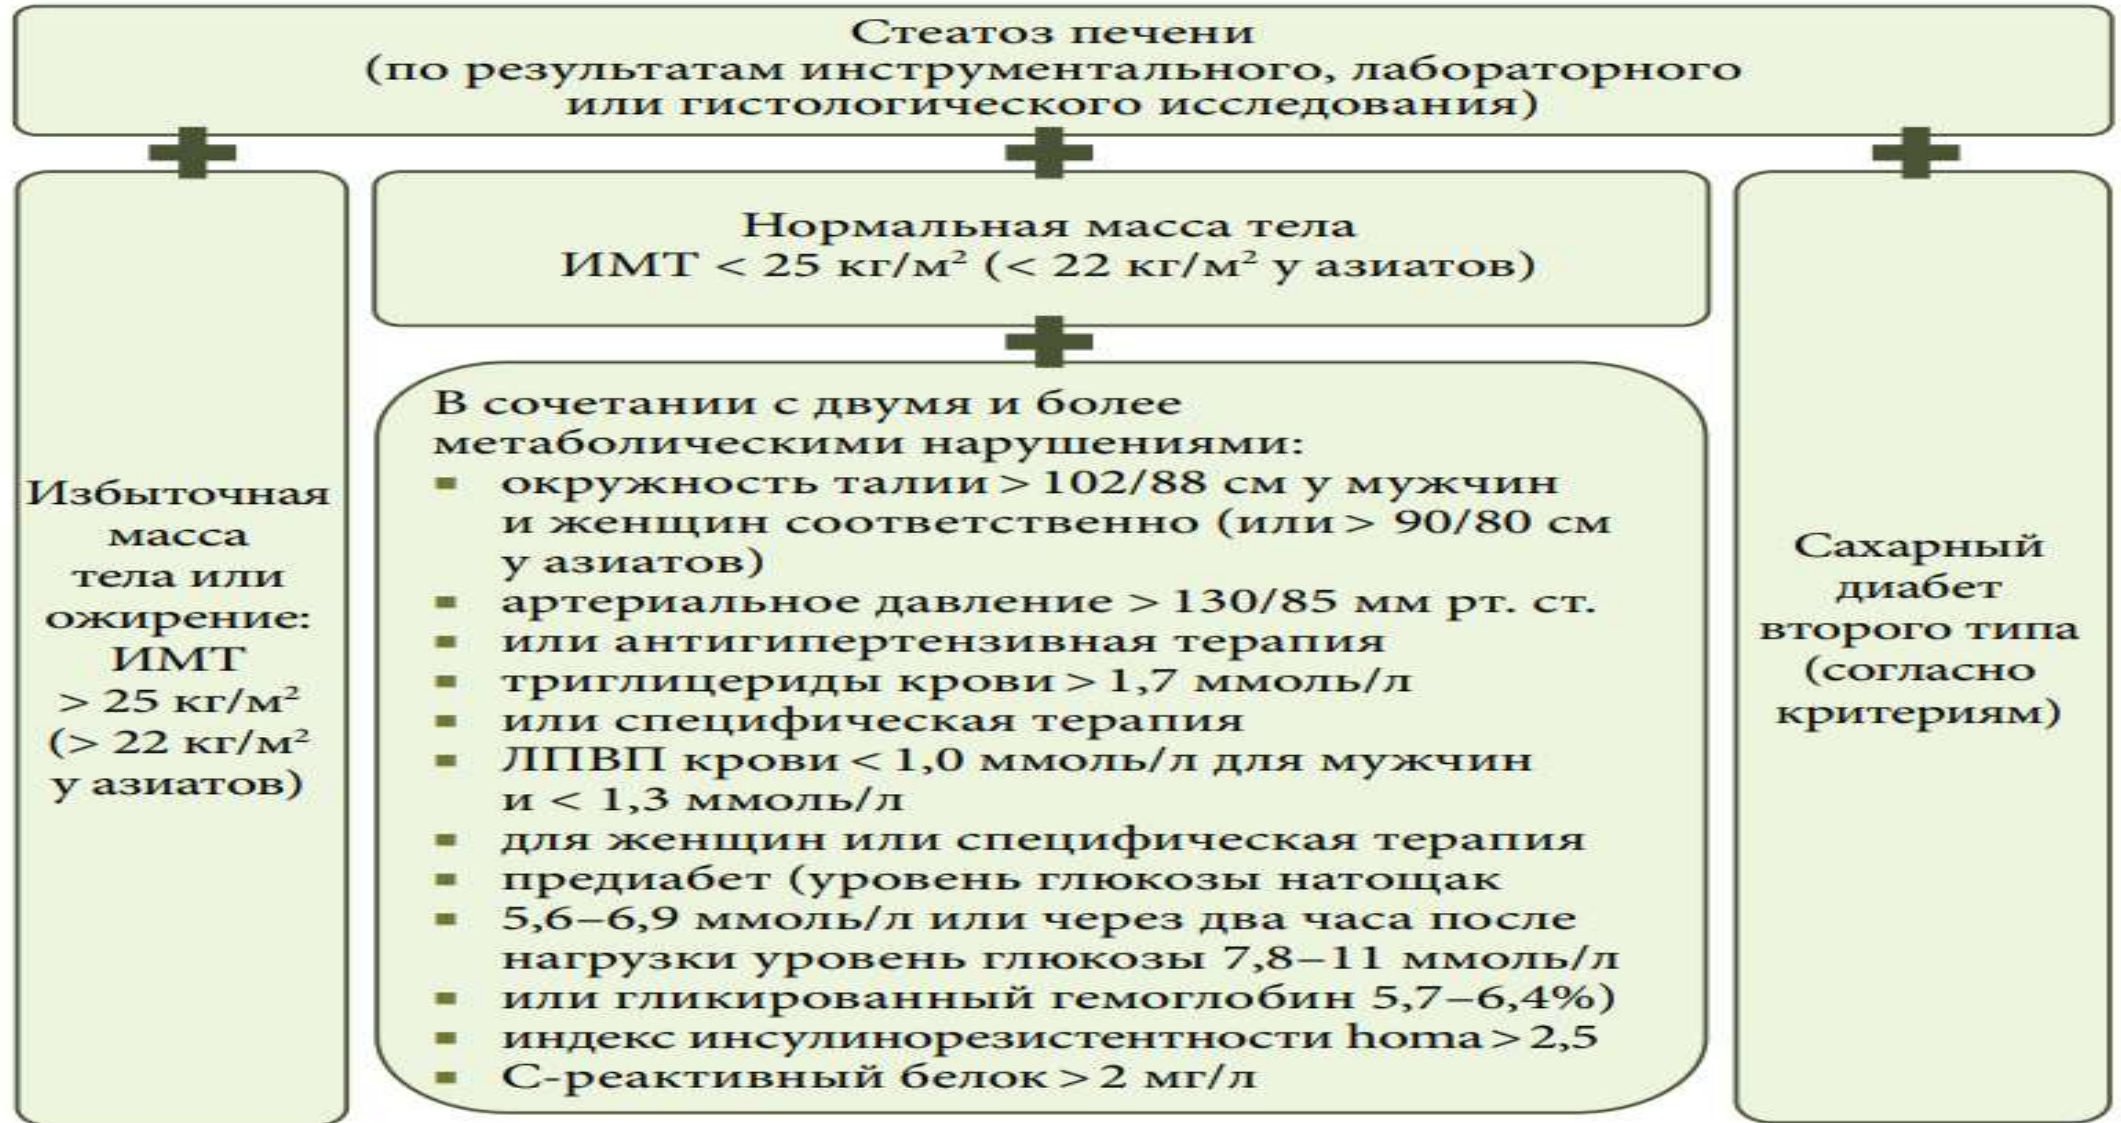 Стеатоз печени
(по результатам инструментального, лабораторного
или гистологического исследования)
Избыточная
масса
тела или
ожирение:
ИМТ
> 25 кг/м²
(> 22 кг/м²
у азиатов)
Нормальная масса тела
ИМТ < 25 кг/м² (< 22 кг/м² у азиатов)
В сочетании с двумя и более
метаболическими нарушениями:
▪ окружность талии > 102/88 см у мужчин
и женщин соответственно (или > 90/80 см
у азиатов)
▪ артериальное давление > 130/85 мм рт. ст.
▪ или антигипертензивная терапия
▪ триглицериды крови > 1,7 ммоль/л
▪ или специфическая терапия
▪ ЛПВП крови < 1,0 ммоль/л для мужчин
и < 1,3 ммоль/л
▪ для женщин или специфическая терапия
▪ предиабет (уровень глюкозы натощак
▪ 5,6–6,9 ммоль/л или через два часа после
нагрузки уровень глюкозы 7,8–11 ммоль/л
▪ или гликированный гемоглобин 5,7–6,4%)
▪ индекс инсулинорезистентности homa > 2,5
▪ С-реактивный белок > 2 мг/л
Сахарный
диабет
второго типа
(согласно
критериям)